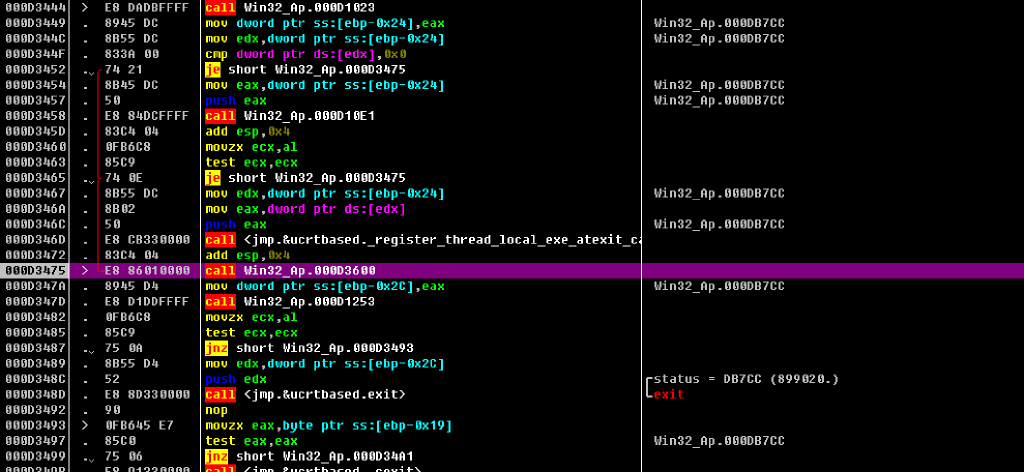 000D3444 > E8 DADBFFFF call Win32_Ap.000D1023
000D3449 . 8945 DC mov dword ptr ss:[ebp-0x24],eax Win32_Ap.000DB7CC
000D344C . 8B55 DC mov edx,dword ptr ss:[ebp-0x24] Win32_Ap.000DB7CC
000D344F . 833A 00 cmp dword ptr ds:[edx],0x0
000D3452 . 74 21 je short Win32_Ap.000D3475
000D3454 . 8B45 DC mov eax,dword ptr ss:[ebp-0x24] Win32_Ap.000DB7CC
000D3457 . 50 push eax Win32_Ap.000DB7CC
000D3458 . E8 84DCFFFF call Win32_Ap.000D10E1
000D345D . 83C4 04 add esp,0x4
000D3460 . 0FB6C8 movzx ecx,al
000D3463 . 85C9 test ecx,ecx
000D3465 . 74 0E je short Win32_Ap.000D3475
000D3467 . 8B55 DC mov edx,dword ptr ss:[ebp-0x24] Win32_Ap.000DB7CC
000D346A . 8B02 mov eax,dword ptr ds:[edx]
000D346C . 50 push eax Win32_Ap.000DB7CC
000D346D . E8 CB330000 call <jmp.&ucrtbased._register_thread_local_exe_atexit_ca
000D3472 . 83C4 04 add esp,0x4
000D3475 > E8 86010000 call Win32_Ap.000D3600
000D347A . 8945 D4 mov dword ptr ss:[ebp-0x2C],eax Win32_Ap.000DB7CC
000D347D . E8 D1DDFFFF call Win32_Ap.000D1253
000D3482 . 0FB6C8 movzx ecx,al
000D3485 . 85C9 test ecx,ecx
000D3487 . 75 0A jnz short Win32_Ap.000D3493
000D3489 . 8B55 D4 mov edx,dword ptr ss:[ebp-0x2C]
000D348C . 52 push edx status = DB7CC (899020.)
000D348D . E8 8D330000 call <jmp.&ucrtbased.exit> exit
000D3492 . 90 nop
000D3493 > 0FB645 E7 movzx eax,byte ptr ss:[ebp-0x19]
000D3497 . 85C0 test eax,eax Win32_Ap.000DB7CC
000D3499 . 75 06 jnz short Win32_Ap.000D34A1